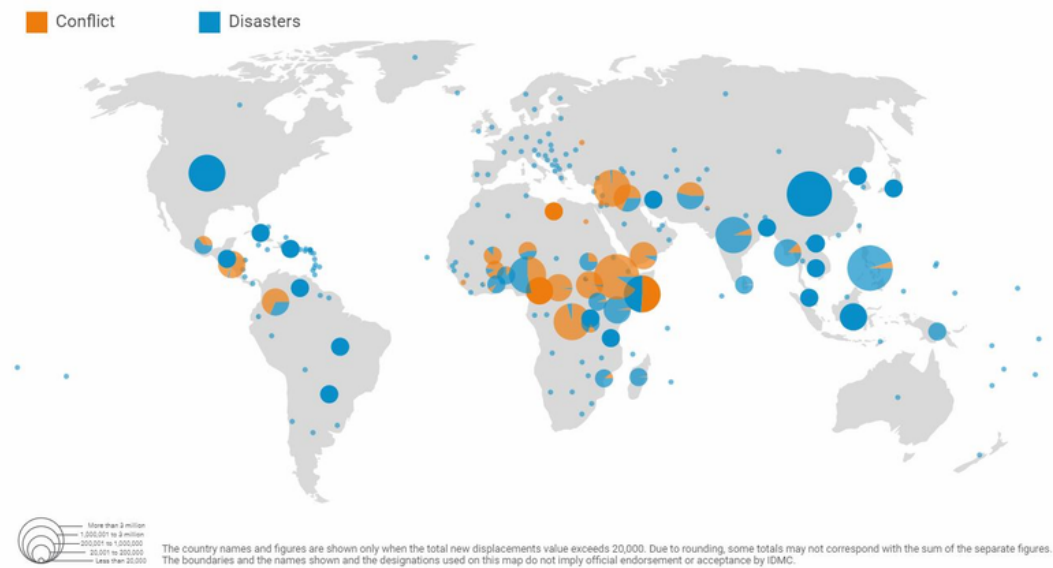 Conflict
Disasters
More than 3 million
1,000,001 to 3 million
200,001 to 1,000,000
20,001 to 200,000
Less than 20,000
The country names and figures are shown only when the total new displacements value exceeds 20,000. Due to rounding, some totals may not correspond with the sum of the separate figures.
The boundaries and the names shown and the designations used on this map do not imply official endorsement or acceptance by IDMC.